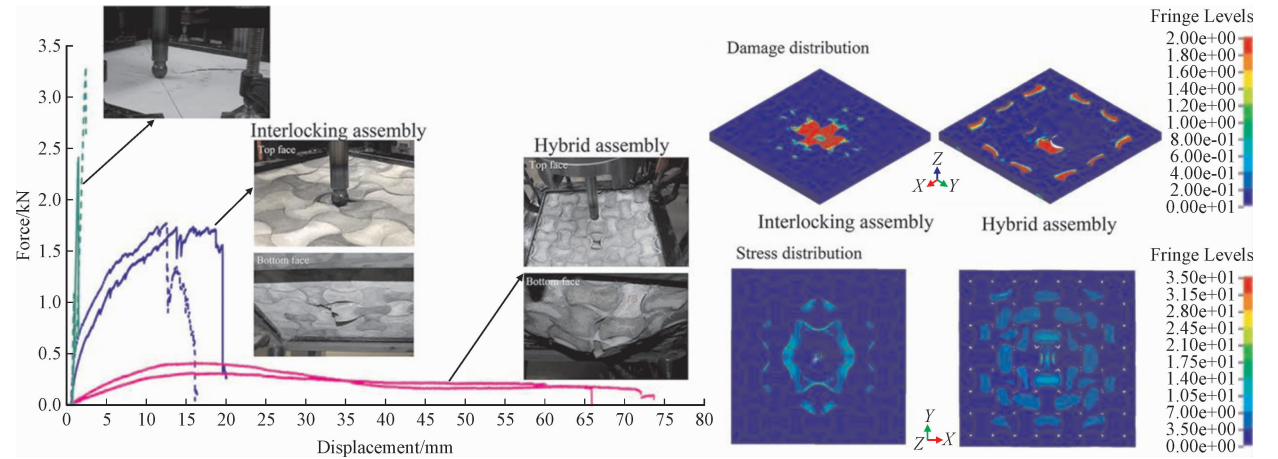 3.5
3.0
2.5
2.0
1.5
1.0
0.5
0.0
Force/kN
0
5
10
15
20
25
30
35
40
45
50
55
60
65
70
75
80
Displacement/mm
Interlocking assembly
Top face
Bottom face
Hybrid assembly
Top face
Bottom face
Damage distribution
Z
X
Y
Interlocking assembly
Hybrid assembly
Stress distribution
Y
Z
X
Fringe Levels
2.00e+00
1.80e+00
1.60e+00
1.40e+00
1.20e+00
1.00e+00
8.00e-01
6.00e-01
4.00e-01
2.00e-01
0.00e+01
Fringe Levels
3.50e+01
3.15e+01
2.80e+01
2.45e+01
2.10e+01
1.75e+01
1.40e+01
1.05e+01
7.00e+00
3.50e+00
0.00e+00